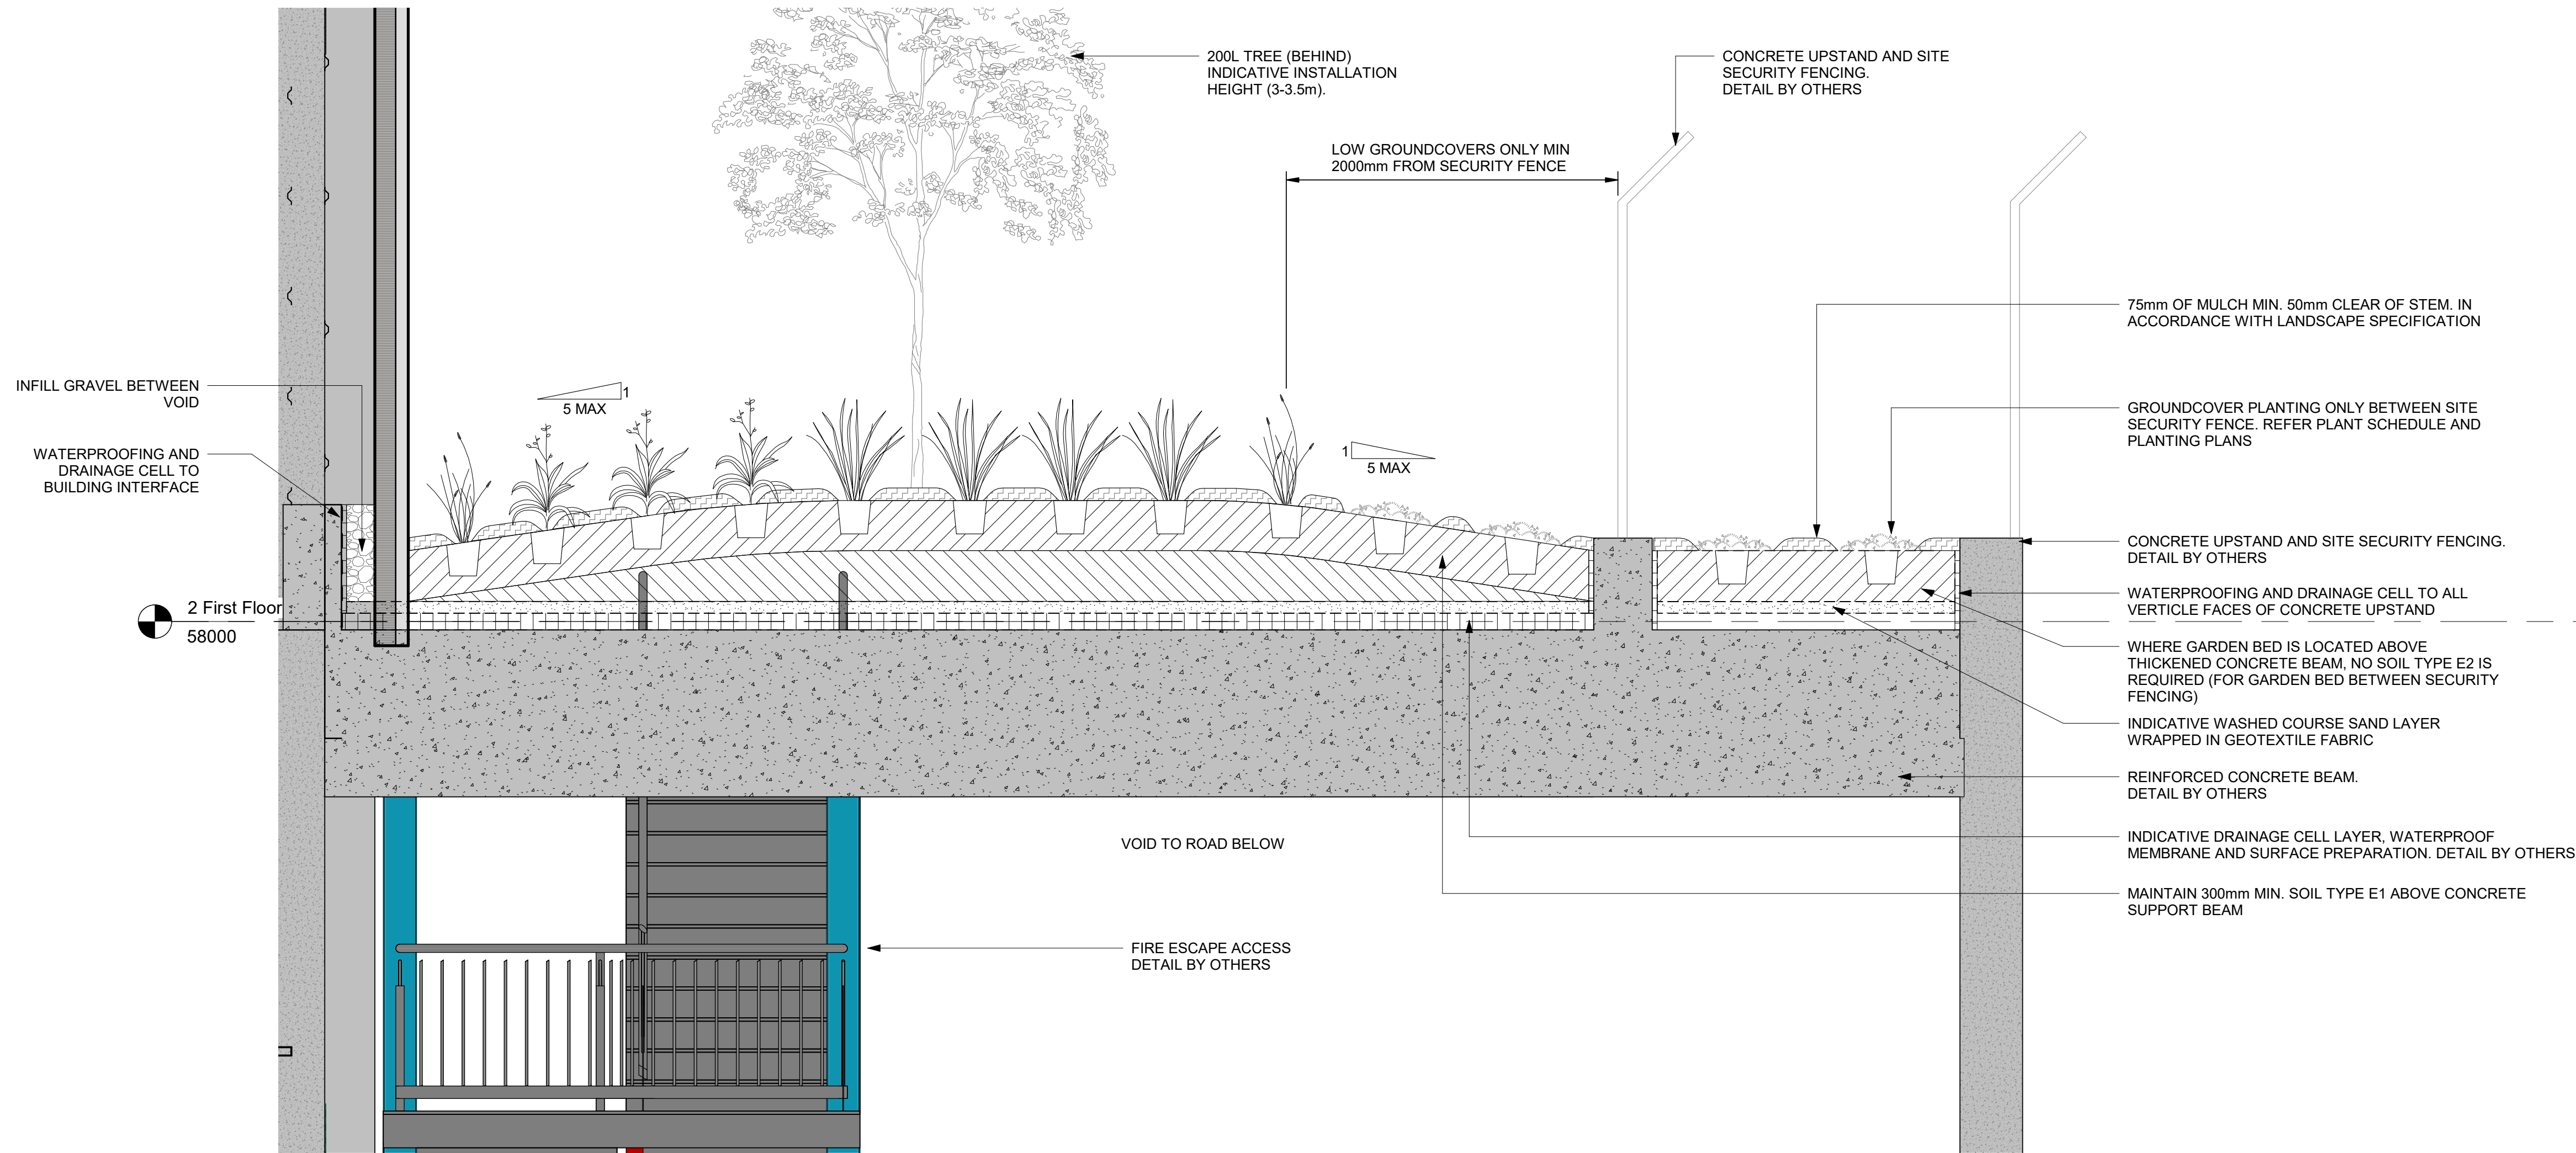 200L TREE (BEHIND)
INDICATIVE INSTALLATION
HEIGHT (3-3.5m).
CONCRETE UPSTAND AND SITE
SECURITY FENCING.
DETAIL BY OTHERS
LOW GROUNDCOVERS ONLY MIN
2000mm FROM SECURITY FENCE
75mm OF MULCH MIN. 50mm CLEAR OF STEM. IN
ACCORDANCE WITH LANDSCAPE SPECIFICATION
INFILL GRAVEL BETWEEN
VOID
1
5 MAX
GROUNDCOVER PLANTING ONLY BETWEEN SITE
SECURITY FENCE. REFER PLANT SCHEDULE AND
PLANTING PLANS
WATERPROOFING AND
DRAINAGE CELL TO
BUILDING INTERFACE
1
5 MAX
CONCRETE UPSTAND AND SITE SECURITY FENCING.
DETAIL BY OTHERS
WATERPROOFING AND DRAINAGE CELL TO ALL
VERTICLE FACES OF CONCRETE UPSTAND
2 First Floor
58000
WHERE GARDEN BED IS LOCATED ABOVE
THICKENED CONCRETE BEAM, NO SOIL TYPE E2 IS
REQUIRED (FOR GARDEN BED BETWEEN SECURITY
FENCING)
INDICATIVE WASHED COURSE SAND LAYER
WRAPPED IN GEOTEXTILE FABRIC
REINFORCED CONCRETE BEAM.
DETAIL BY OTHERS
VOID TO ROAD BELOW
INDICATIVE DRAINAGE CELL LAYER, WATERPROOF
MEMBRANE AND SURFACE PREPARATION. DETAIL BY OTHERS
MAINTAIN 300mm MIN. SOIL TYPE E1 ABOVE CONCRETE
SUPPORT BEAM
FIRE ESCAPE ACCESS
DETAIL BY OTHERS